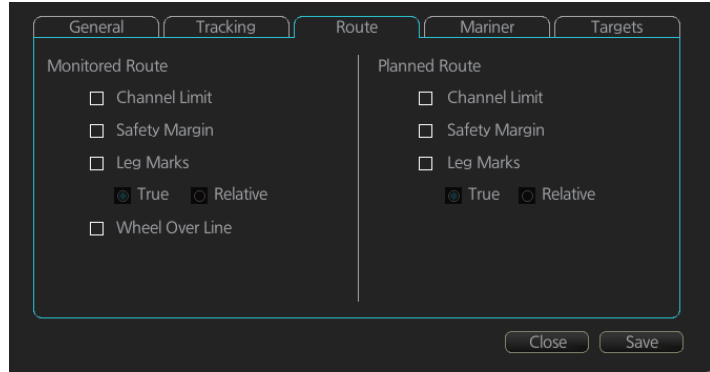 General Tracking Route Mariner Targets
Monitored Route
Channel Limit
Safety Margin
Leg Marks
True Relative
Wheel Over Line
Planned Route
Channel Limit
Safety Margin
Leg Marks
True Relative
Close Save